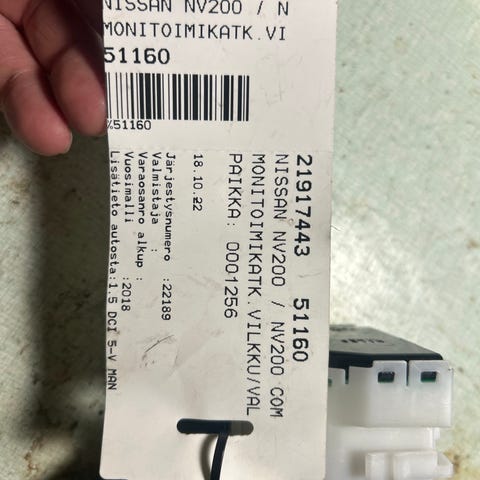 NISSAN NV200 / N
MONITOIMIKATK.VI
51160
%51160
21917443 51160
NISSAN NV200 / NV200 COM
MONITOIMIKATK.VILKKU/VAL
PAIKKA: 0001256
18.10.22
Järjestysnumero :22189
Valmistaja :
Varaosanro alkup :
Vuosimalli :2018
Lisätieto autosta:1.5 DCI 5-V MAN